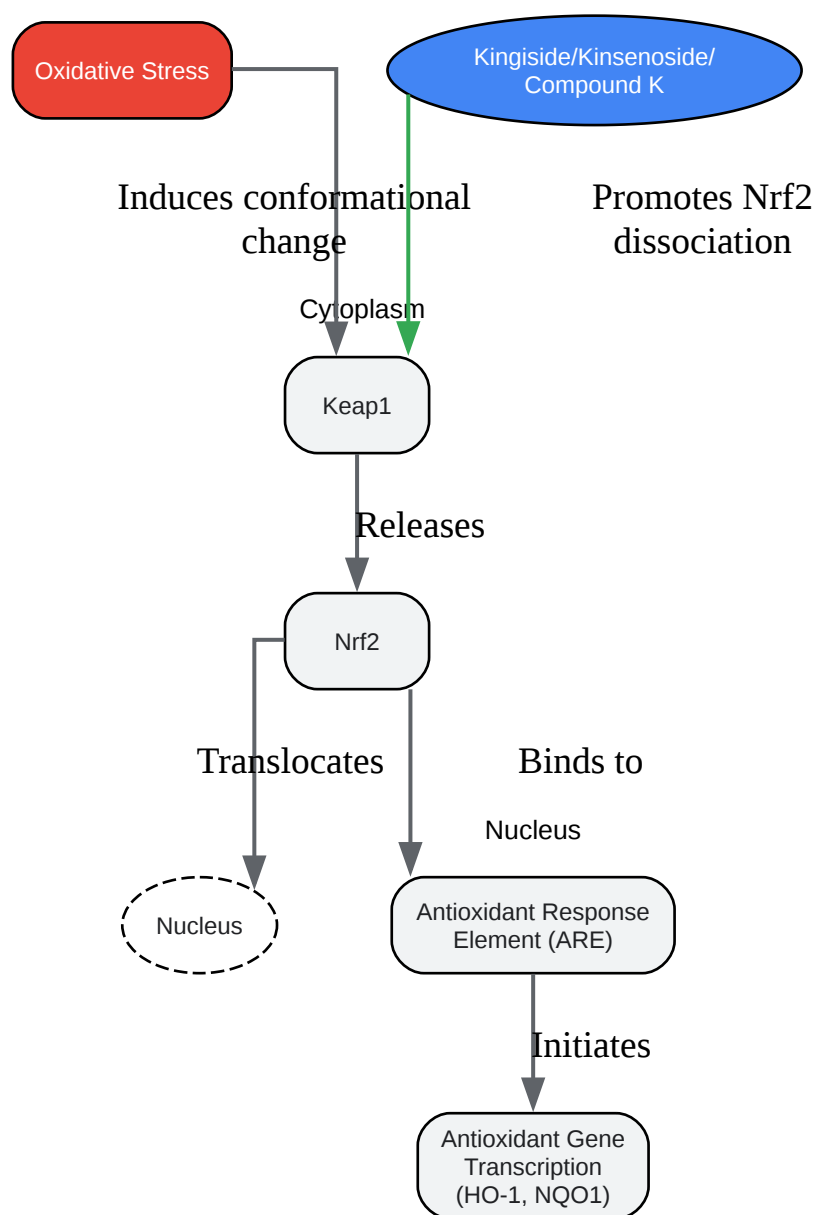 Oxidative Stress
Kingiside/Kinsenoside/
Compound K
Induces conformational
change
Promotes Nrf2
dissociation
Cytoplasm
Keap1
Releases
Nrf2
Translocates
Binds to
Nucleus
Nucleus
Antioxidant Response
Element (ARE)
Initiates
Antioxidant Gene
Transcription
(HO-1, NQO1)